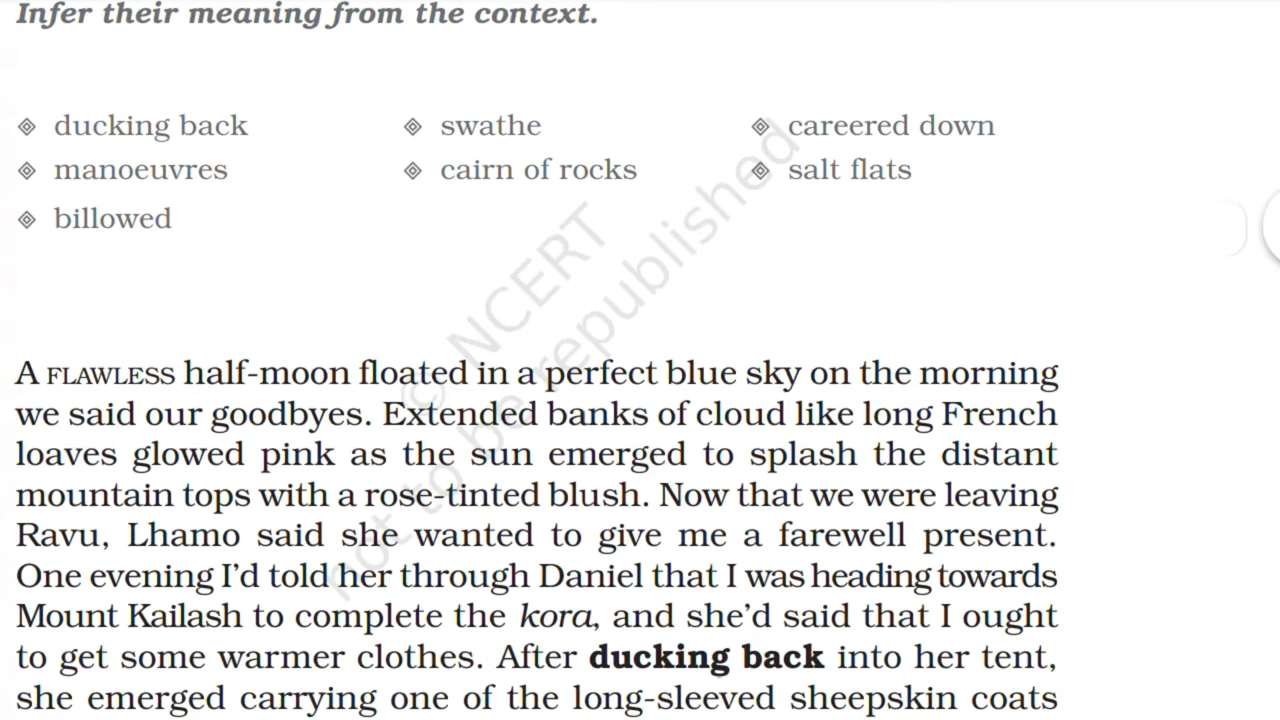 Infer their meaning from the context.
ducking back swathe careered down
manoeuvres cairn of rocks salt flats
billowed
© NCERT
not to be republished
A FLAWLESS half-moon floated in a perfect blue sky on the morning
we said our goodbyes. Extended banks of cloud like long French
loaves glowed pink as the sun emerged to splash the distant
mountain tops with a rose-tinted blush. Now that we were leaving
Ravu, Lhamo said she wanted to give me a farewell present.
One evening I'd told her through Daniel that I was heading towards
Mount Kailash to complete the kora, and she'd said that I ought
to get some warmer clothes. After ducking back into her tent,
she emerged carrying one of the long-sleeved sheepskin coats